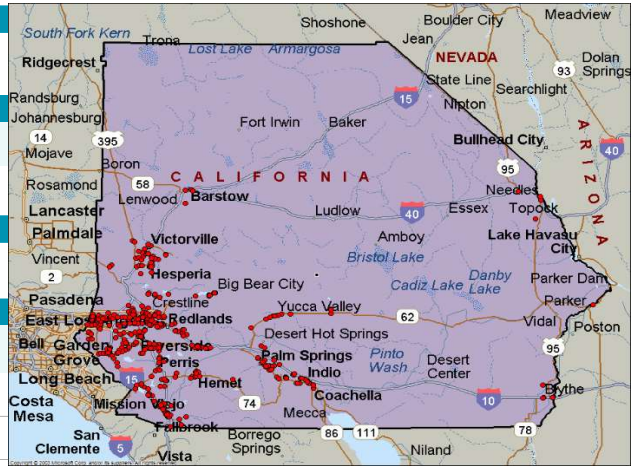 Shoshone
Boulder City
Meadview
South Fork Kern
Trona
Lost Lake
Armargosa
Jean
NEVADA
Ridgecrest
State Line
93
Dolan
Springs
Searchlight
15
Randsburg
Johannesburg
Nipton
Fort Irwin
Baker
14
395
Bullhead City
ARIZONA
40
Mojave
Boron
95
58
CALIFORNIA
Rosamond
Lenwood
Barstow
Needles
Ludlow
40
Essex
Topock
Lancaster
Palmdale
Victorville
Amboy
Lake Havasu
City
Vincent
Bristol Lake
Hesperia
2
Big Bear City
Cadiz Lake
Danby
Lake
Parker Dam
Pasadena
Crestline
Yucca Valley
Parker
East Los
Redlands
62
Vidal
Poston
Desert Hot Springs
Bell
Garden
Grove
Riverside
95
Perris
Palm Springs
Pinto
Wash
Desert
Center
Long Beach
15
Hemet
Indio
Blythe
Coachella
10
Costa
Mesa
Mission Viejo
74
Mecca
Fallbrook
78
San
Clemente
5
Vista
Borrego
Springs
86
111
Niland